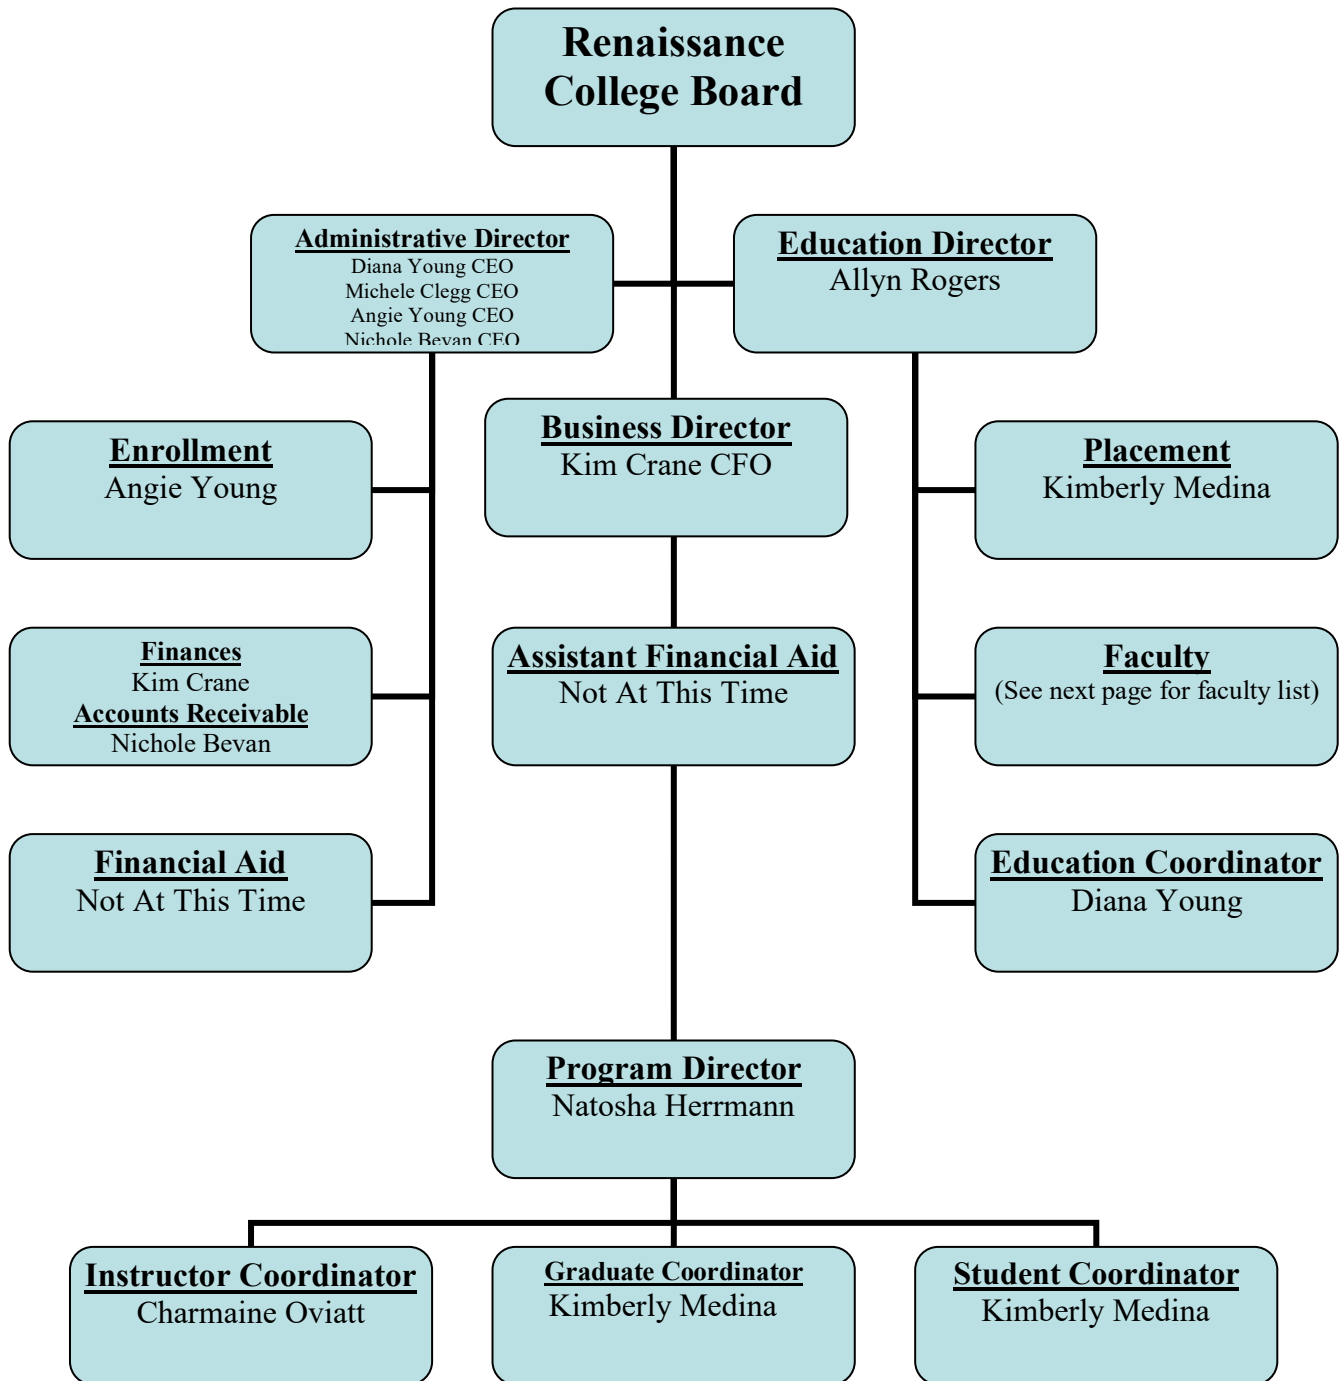 Renaissance
College Board
Administrative Director
Diana Young CEO
Michele Clegg CEO
Angie Young CEO
Nichole Bevan CEO
Education Director
Allyn Rogers
Enrollment
Angie Young
Business Director
Kim Crane CFO
Placement
Kimberly Medina
Finances
Kim Crane
Accounts Receivable
Nichole Bevan
Assistant Financial Aid
Not At This Time
Faculty
(See next page for faculty list)
Financial Aid
Not At This Time
Education Coordinator
Diana Young
Program Director
Natosha Herrmann
Instructor Coordinator
Charmaine Oviatt
Graduate Coordinator
Kimberly Medina
Student Coordinator
Kimberly Medina